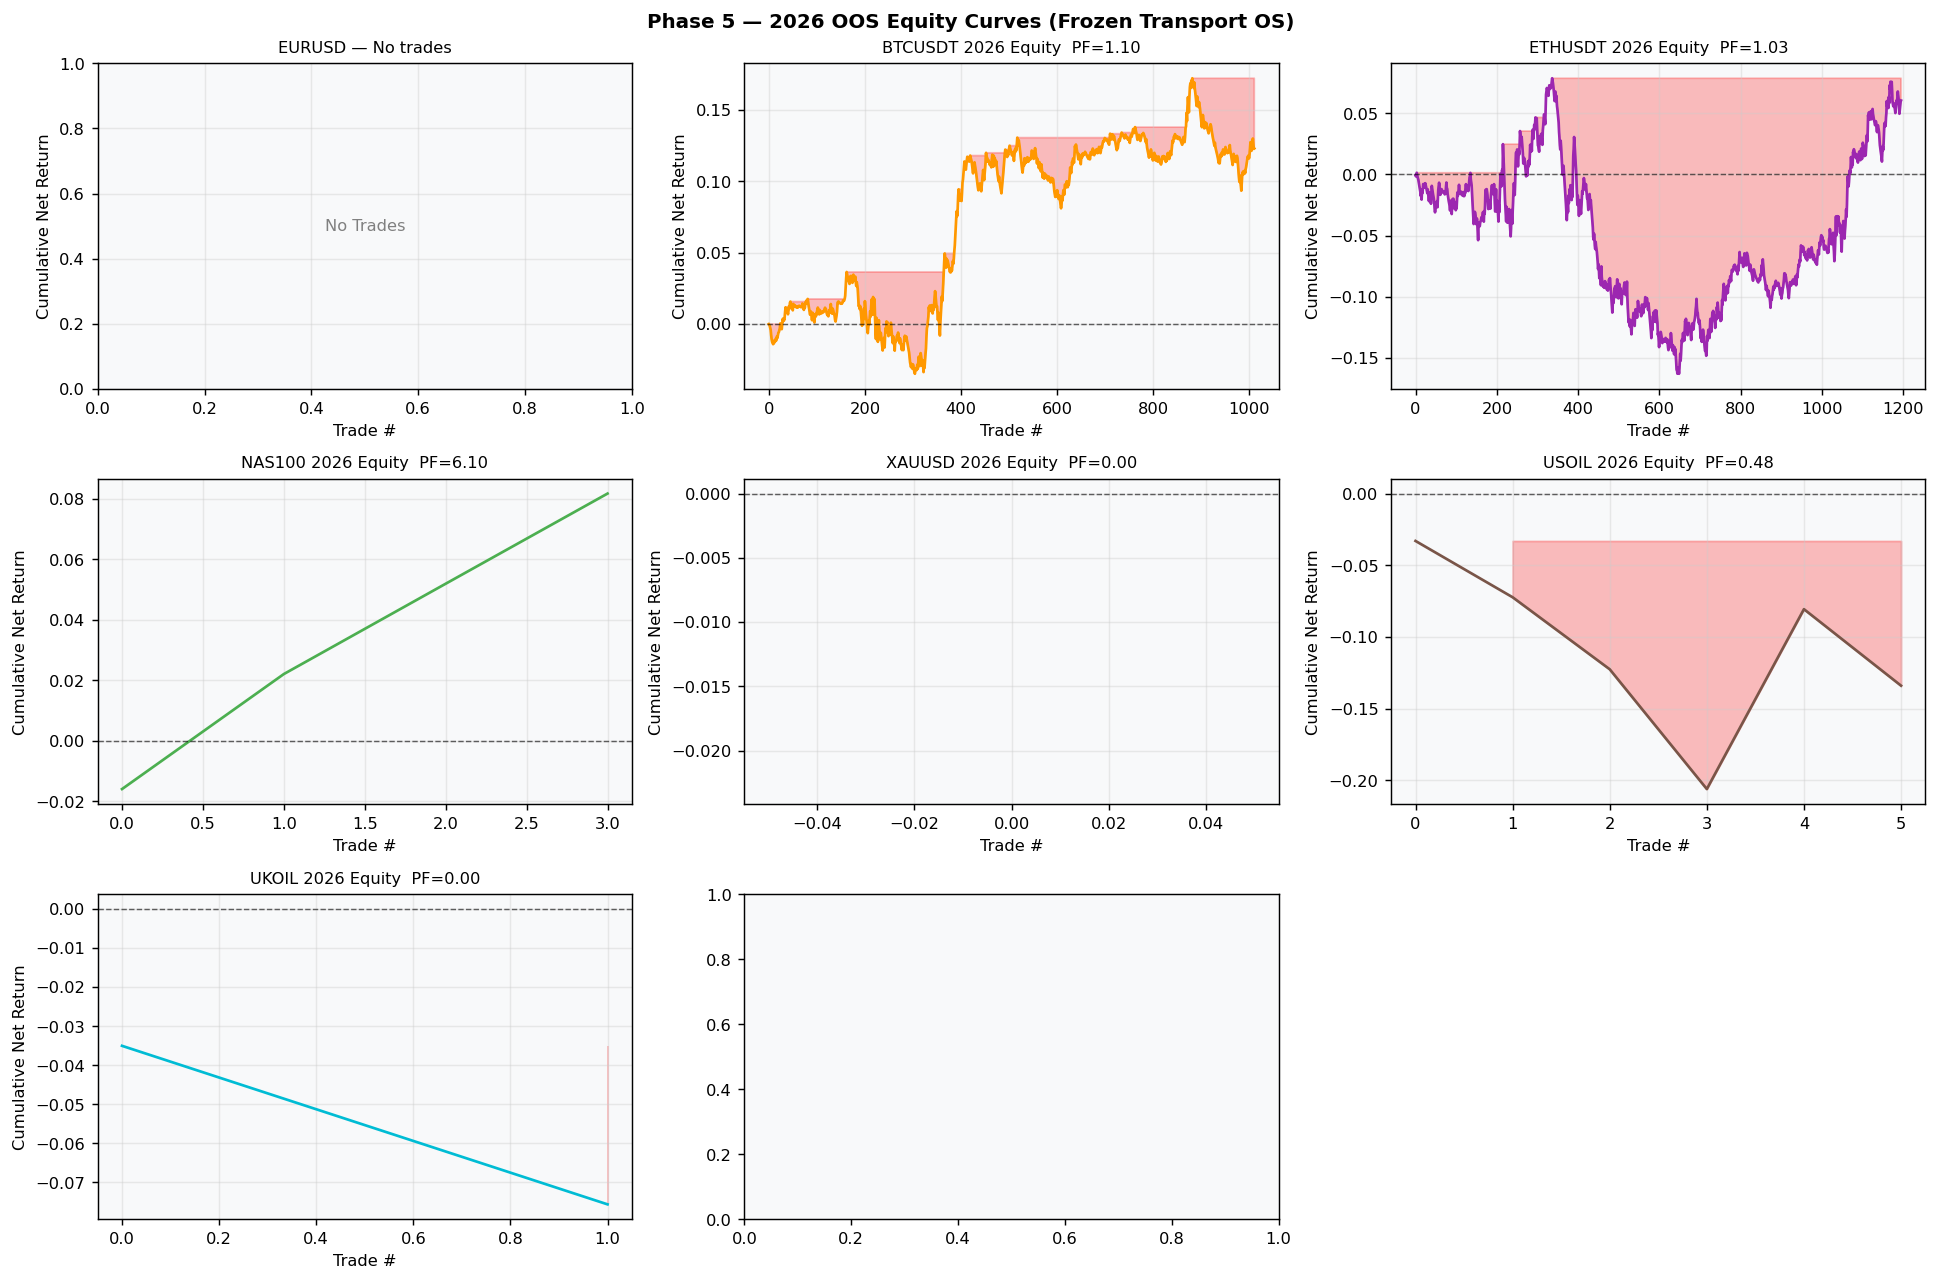 Phase 5 — 2026 OOS Equity Curves (Frozen Transport OS)
EURUSD — No trades
Cumulative Net Return
1.0
0.8
0.6
0.4
0.2
0.0
No Trades
0.0 0.2 0.4 0.6 0.8 1.0
Trade #
BTCUSDT 2026 Equity  PF=1.10
Cumulative Net Return
0.15
0.10
0.05
0.00
0 200 400 600 800 1000
Trade #
ETHUSDT 2026 Equity  PF=1.03
Cumulative Net Return
0.05
0.00
−0.05
−0.10
−0.15
0 200 400 600 800 1000 1200
Trade #
NAS100 2026 Equity  PF=6.10
Cumulative Net Return
0.08
0.06
0.04
0.02
0.00
−0.02
0.0 0.5 1.0 1.5 2.0 2.5 3.0
Trade #
XAUUSD 2026 Equity  PF=0.00
Cumulative Net Return
0.000
−0.005
−0.010
−0.015
−0.020
−0.04 −0.02 0.00 0.02 0.04
Trade #
USOIL 2026 Equity  PF=0.48
Cumulative Net Return
0.00
−0.05
−0.10
−0.15
−0.20
0 1 2 3 4 5
Trade #
UKOIL 2026 Equity  PF=0.00
Cumulative Net Return
0.00
−0.01
−0.02
−0.03
−0.04
−0.05
−0.06
−0.07
0.0 0.2 0.4 0.6 0.8 1.0
Trade #
1.0
0.8
0.6
0.4
0.2
0.0
0.0 0.2 0.4 0.6 0.8 1.0